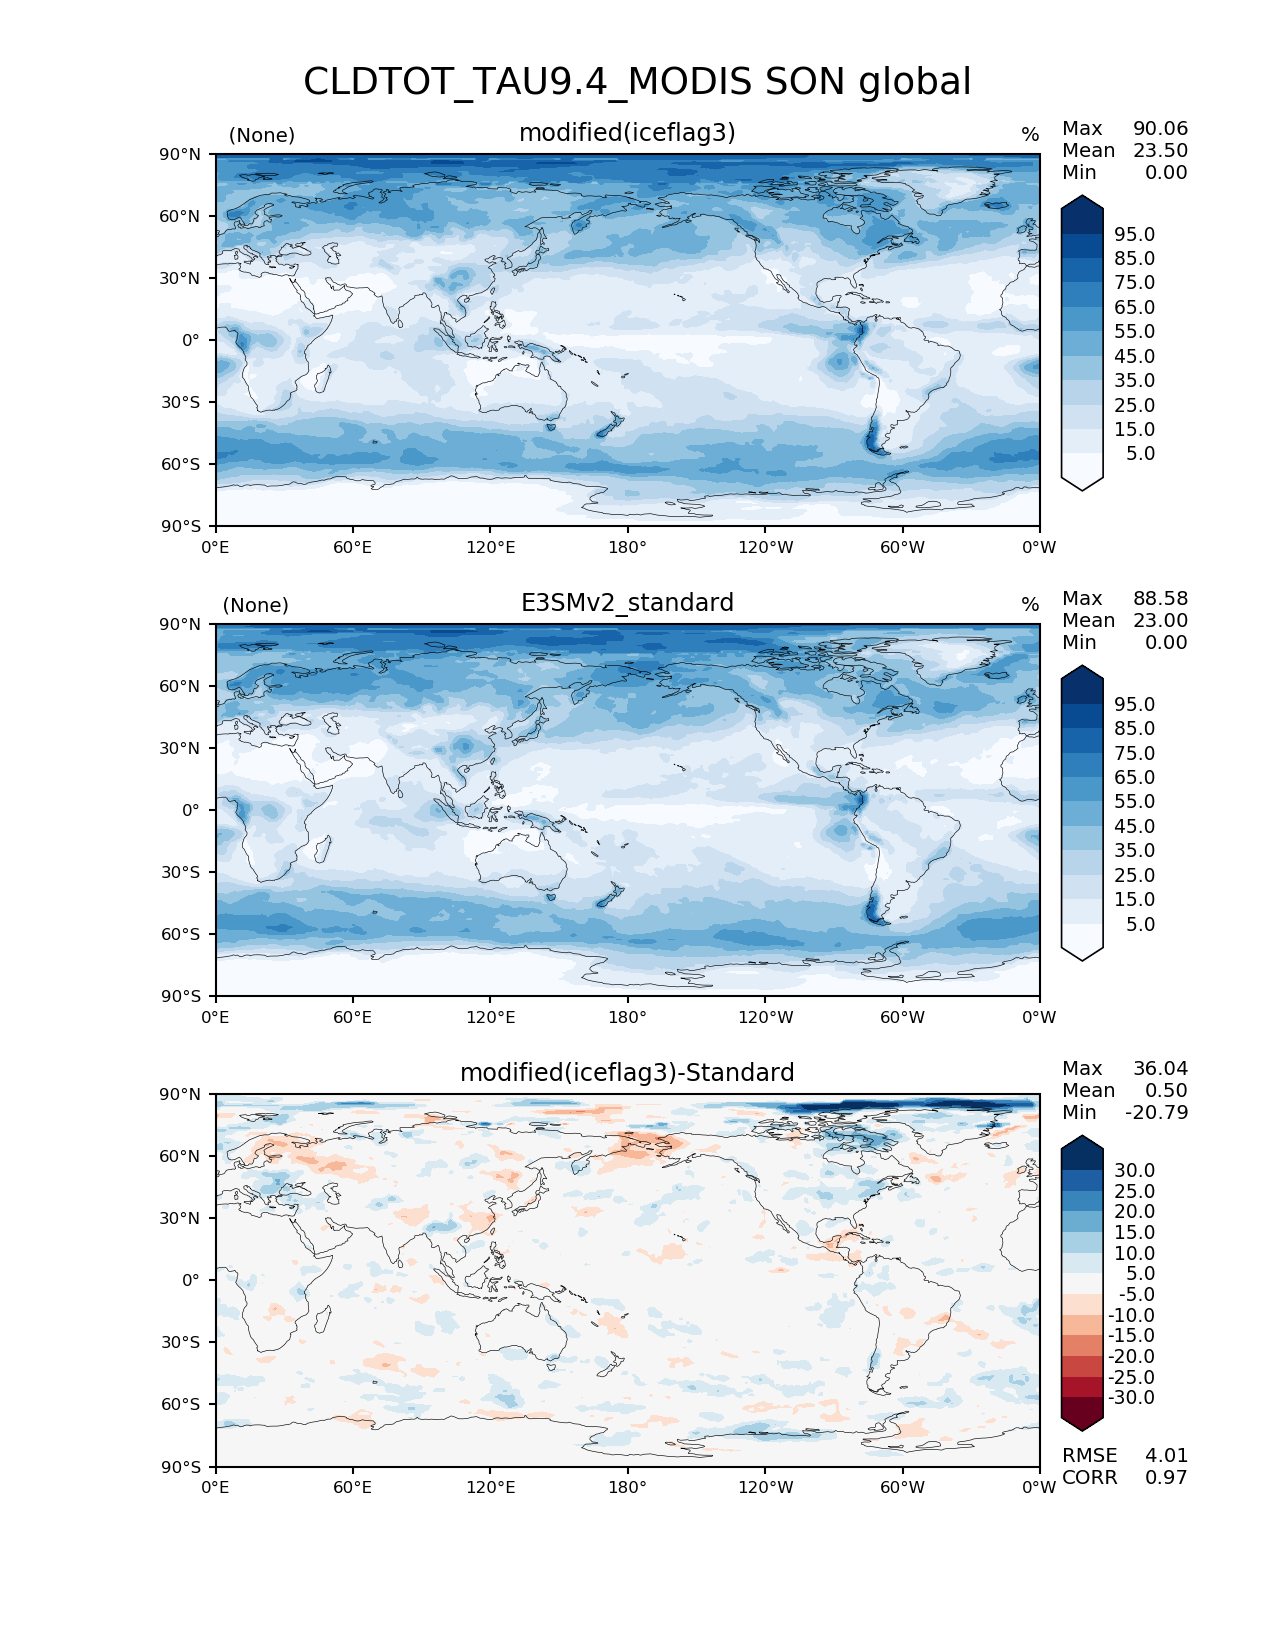 CLDTOT_TAU9.4_MODIS SON global
(None) modified(iceflag3) %
Max 90.06
Mean 23.50
Min 0.00
90°N
60°N
30°N
0°
30°S
60°S
90°S
0°E 60°E 120°E 180° 120°W 60°W 0°W
95.0
85.0
75.0
65.0
55.0
45.0
35.0
25.0
15.0
5.0
(None) E3SMv2_standard %
Max 88.58
Mean 23.00
Min 0.00
90°N
60°N
30°N
0°
30°S
60°S
90°S
0°E 60°E 120°E 180° 120°W 60°W 0°W
95.0
85.0
75.0
65.0
55.0
45.0
35.0
25.0
15.0
5.0
modified(iceflag3)-Standard
Max 36.04
Mean 0.50
Min -20.79
90°N
60°N
30°N
0°
30°S
60°S
90°S
0°E 60°E 120°E 180° 120°W 60°W 0°W
30.0
25.0
20.0
15.0
10.0
5.0
-5.0
-10.0
-15.0
-20.0
-25.0
-30.0
RMSE 4.01
CORR 0.97